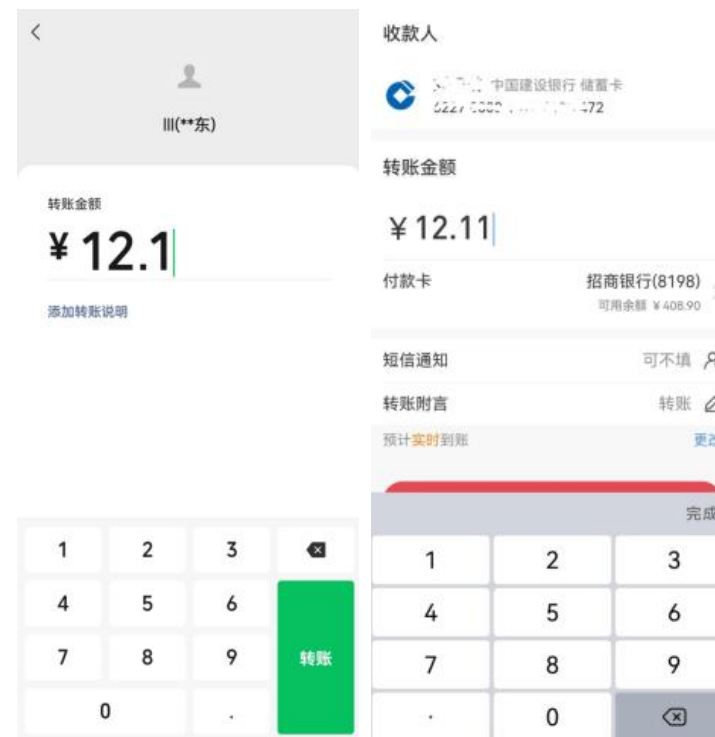 lll(**东)
转账金额
¥12.1
添加转账说明
1 2 3
4 5 6
7 8 9
转账
0 .
收款人
中国建设银行 储蓄卡
转账金额
¥12.11
付款卡 招商银行(8198)
可用余额 ¥408.90
短信通知 可不填
转账附言 转账
预计实时到账
完成
1 2 3
4 5 6
7 8 9
. 0